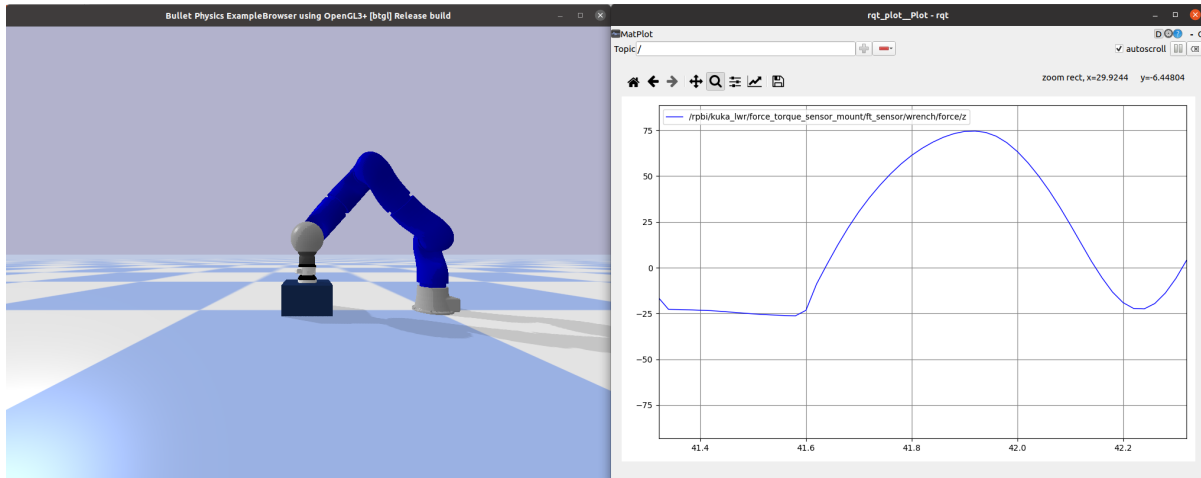 Bullet Physics ExampleBrowser using OpenGL3+ [btgl] Release build
rqt_plot__Plot - rqt
MatPlot
D
Topic /
autoscroll
zoom rect, x=29.9244 y=-6.44804
/rpbi/kuka_lwr/force_torque_sensor_mount/ft_sensor/wrench/force/z
75
50
25
0
−25
−50
−75
41.4 41.6 41.8 42.0 42.2